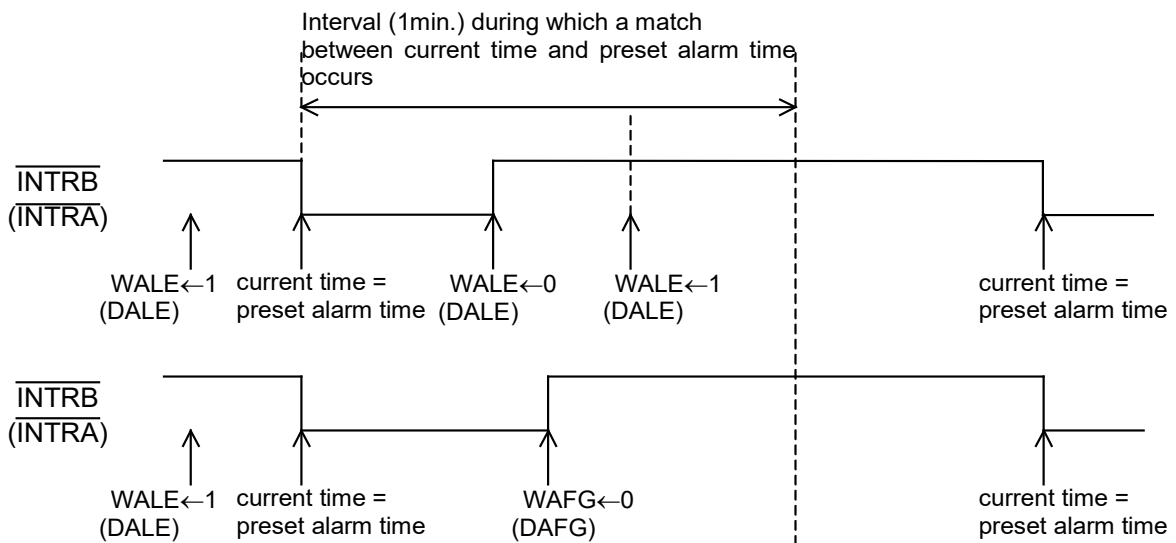 Interval (1min.) during which a match
between current time and preset alarm time
occurs
INTRB
(INTRA)
WALE←1
(DALE)
current time =
preset alarm time
WALE←0
(DALE)
WALE←1
(DALE)
current time =
preset alarm time
INTRB
(INTRA)
WALE←1
(DALE)
current time =
preset alarm time
WAFG←0
(DAFG)
current time =
preset alarm time